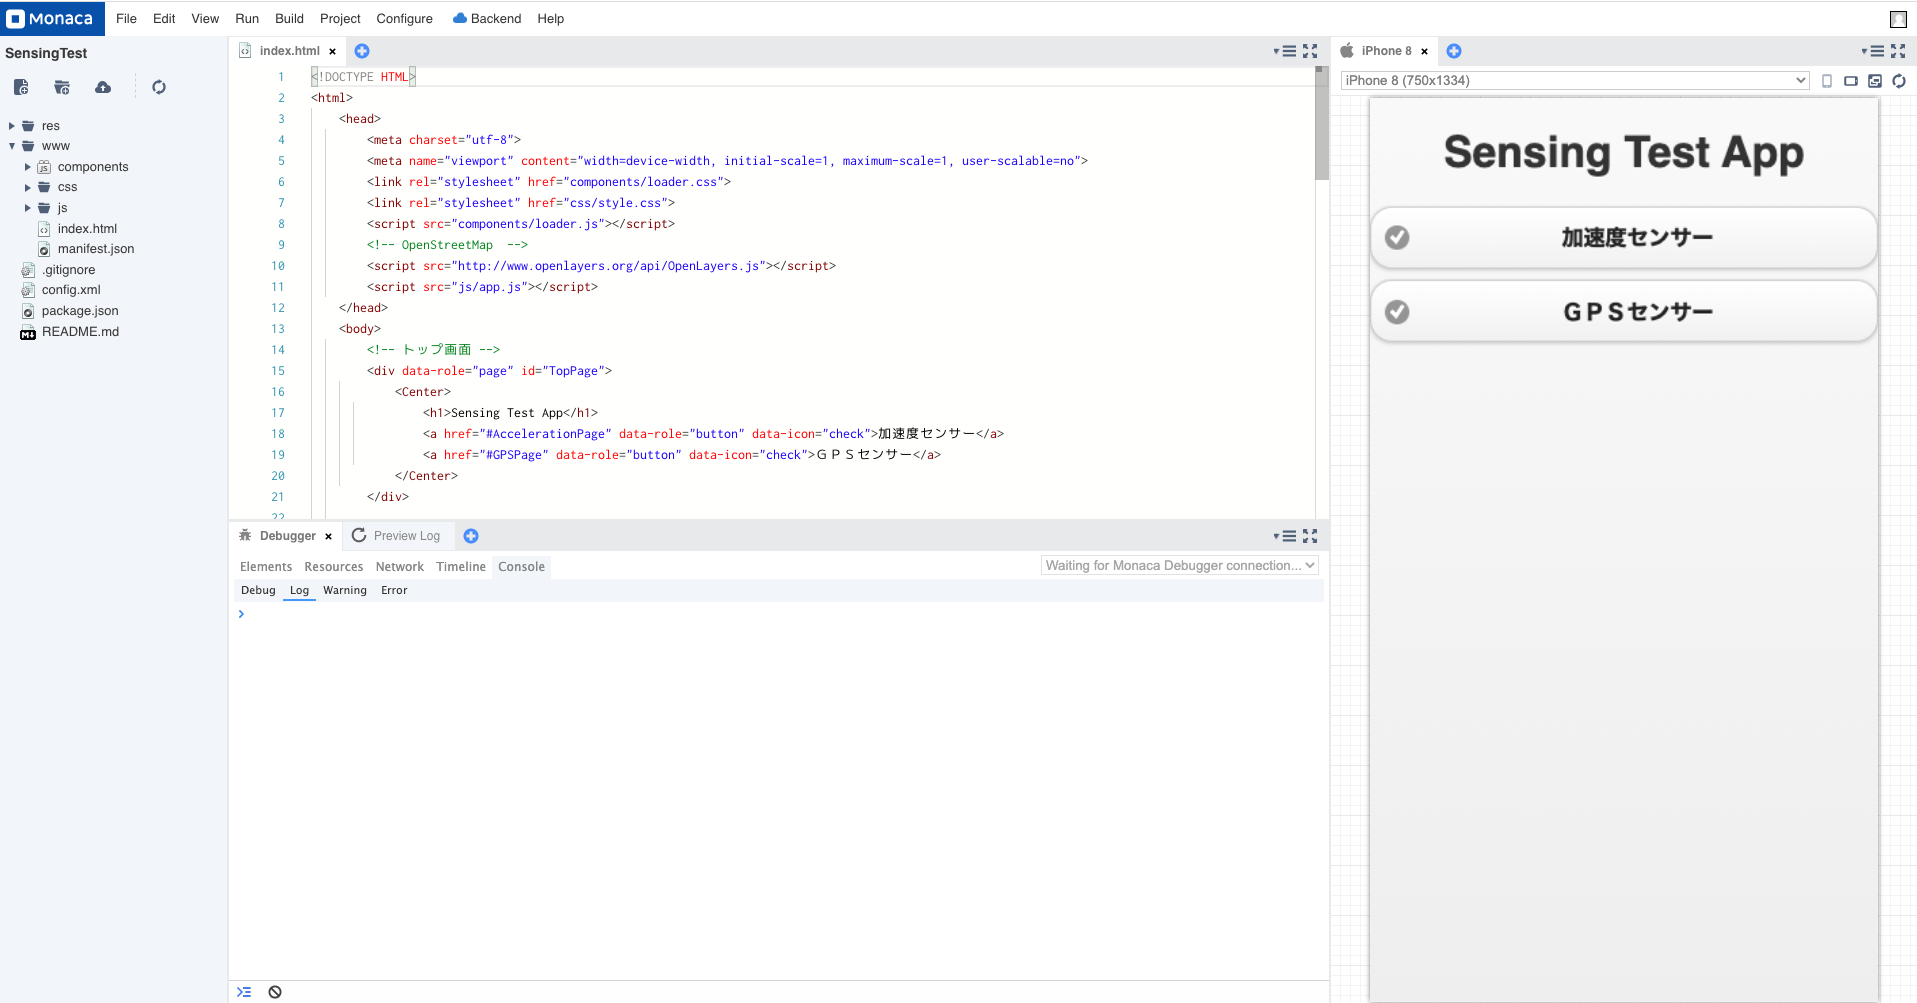 Monaca File Edit View Run Build Project Configure Backend Help
SensingTest
res
www
components
css
js
index.html
manifest.json
.gitignore
config.xml
package.json
README.md
index.html ×
1 <!DOCTYPE HTML>
2 <html>
3 <head>
4 <meta charset="utf-8">
5 <meta name="viewport" content="width=device-width, initial-scale=1, maximum-scale=1, user-scalable=no">
6 <link rel="stylesheet" href="components/loader.css">
7 <link rel="stylesheet" href="css/style.css">
8 <script src="components/loader.js"></script>
9 <!-- OpenStreetMap  -->
10 <script src="http://www.openlayers.org/api/OpenLayers.js"></script>
11 <script src="js/app.js"></script>
12 </head>
13 <body>
14 <!-- トップ画面 -->
15 <div data-role="page" id="TopPage">
16 <Center>
17 <h1>Sensing Test App</h1>
18 <a href="#AccelerationPage" data-role="button" data-icon="check">加速度センサー</a>
19 <a href="#GPSPage" data-role="button" data-icon="check">ＧＰＳセンサー</a>
20 </Center>
21 </div>
22
Debugger × Preview Log
Elements Resources Network Timeline Console Waiting for Monaca Debugger connection...
Debug Log Warning Error
iPhone 8 ×
iPhone 8 (750x1334)
Sensing Test App
加速度センサー
ＧＰＳセンサー